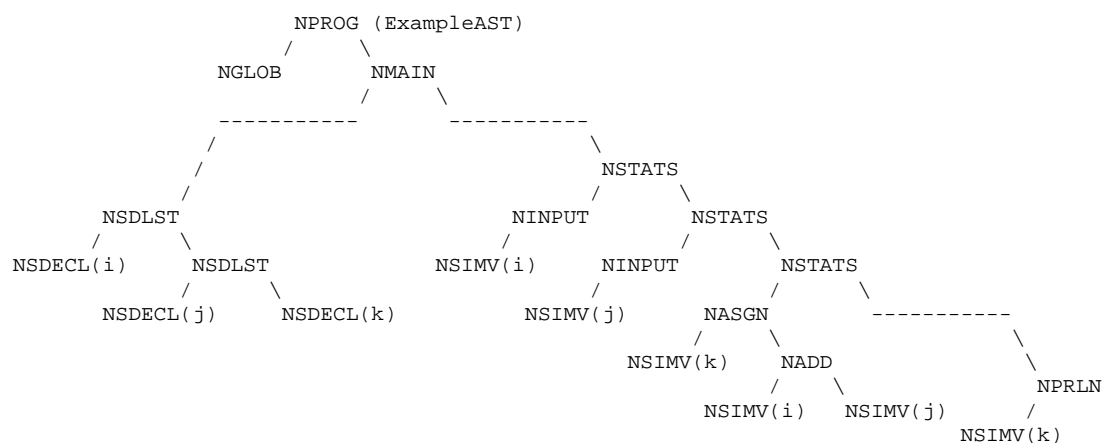 NPROG (ExampleAST)
NGLOB NMAIN
NSTATS
NSDLST NINPUT NSTATS
NSDECL(i) NSDLST NSIMV(i) NINPUT NSTATS
NSDECL(j) NSDECL(k) NSIMV(j) NASGN
NSIMV(k) NADD
NPRLN
NSIMV(i) NSIMV(j)
NSIMV(k)